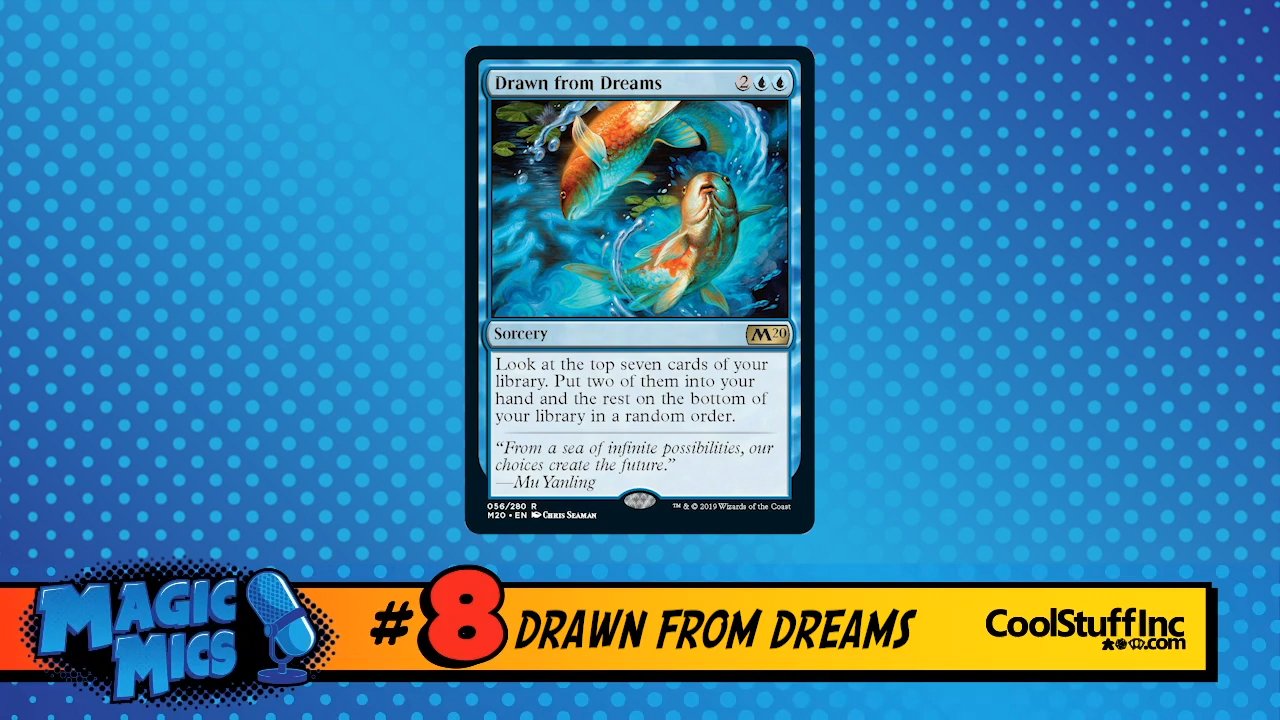 Drawn from Dreams 2
Sorcery M20
Look at the top seven cards of your
library. Put two of them into your
hand and the rest on the bottom of
your library in a random order.
“From a sea of infinite possibilities, our
choices create the future.”
—Mu Yanling
056/280 R
M20 • EN Chris Seaman
™ & © 2019 Wizards of the Coast
MAGIC
MICS
#8 DRAWN FROM DREAMS
CoolStuffInc
.com